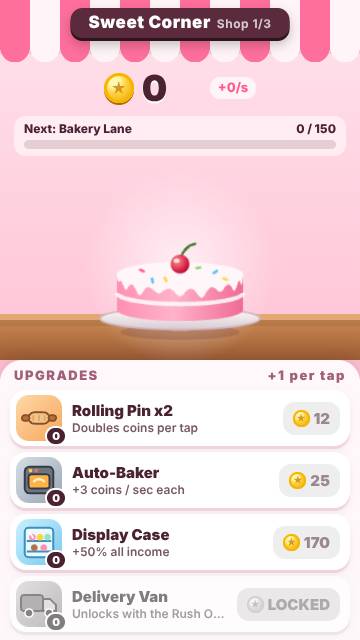 Sweet Corner Shop 1/3
0 +0/s
Next: Bakery Lane 0 / 150
UPGRADES +1 per tap
Rolling Pin x2
Doubles coins per tap
0
12
Auto-Baker
+3 coins / sec each
0
25
Display Case
+50% all income
0
170
Delivery Van
Unlocks with the Rush O...
0
LOCKED